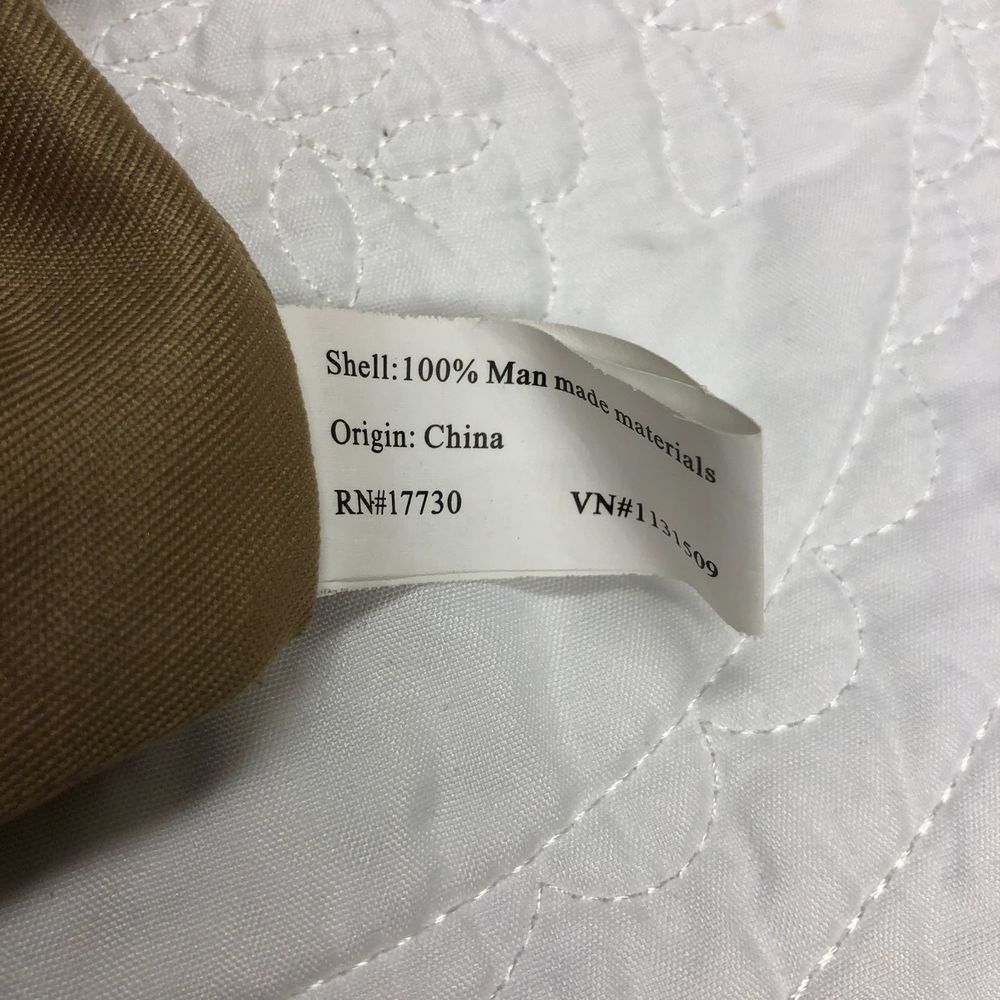 Shell:100% Man made materials
Origin: China
RN#17730 VN#1131509